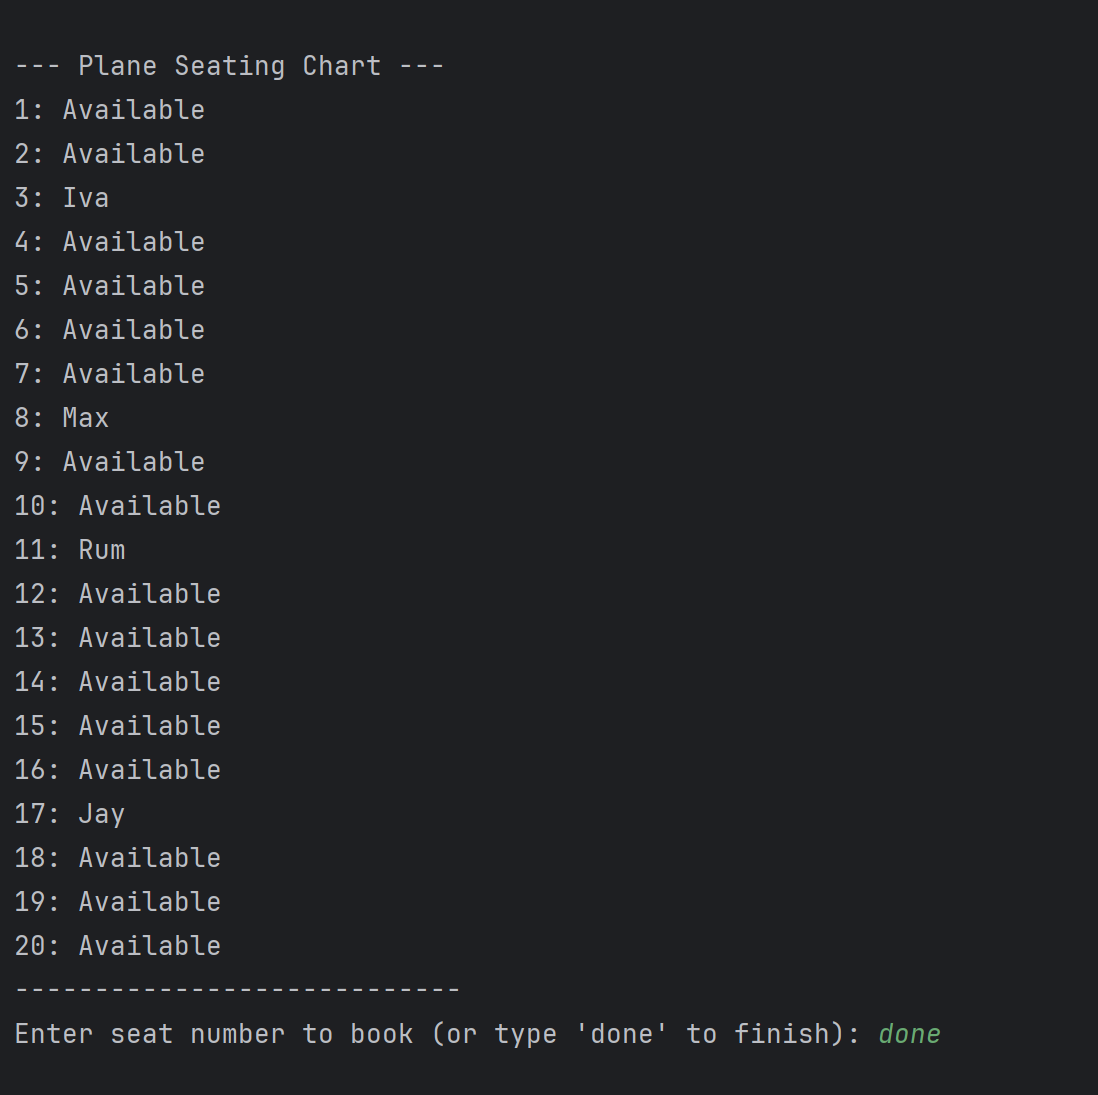 --- Plane Seating Chart ---
1: Available
2: Available
3: Iva
4: Available
5: Available
6: Available
7: Available
8: Max
9: Available
10: Available
11: Rum
12: Available
13: Available
14: Available
15: Available
16: Available
17: Jay
18: Available
19: Available
20: Available
----------------------------
Enter seat number to book (or type 'done' to finish): done